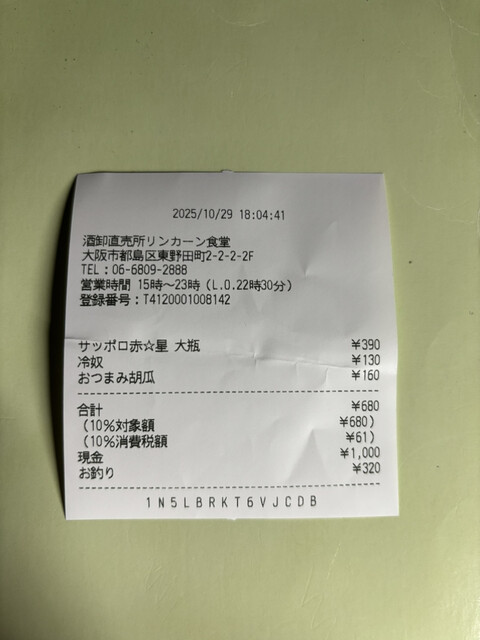 2025/10/29 18:04:41
酒卸直売所リンカーン食堂
大阪市都島区東野田町2-2-2-2F
TEL：06-6809-2888
営業時間 15時～23時（L.O.22時30分）
登録番号：T4120001008142
サッポロ赤☆星 大瓶 ¥390
冷奴 ¥130
おつまみ胡瓜 ¥160
合計 ¥680
（10%対象額 ¥680）
（10%消費税額 ¥61）
現金 ¥1,000
お釣り ¥320
1N5LBRKT6VJCDB